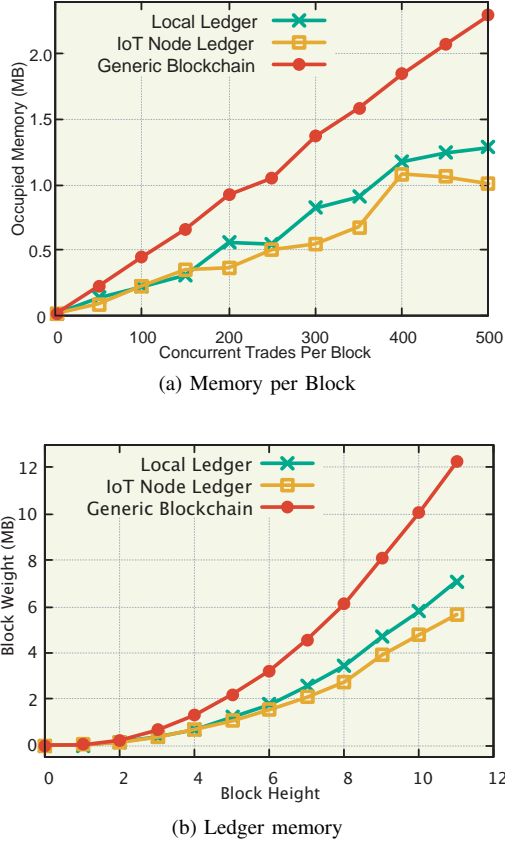 Local Ledger
IoT Node Ledger
Generic Blockchain
Occupied Memory (MB)
2.0
1.5
1.0
0.5
0
0 100 200 300 400 500
Concurrent Trades Per Block
(a) Memory per Block
Local Ledger
IoT Node Ledger
Generic Blockchain
Block Weight (MB)
12
10
8
6
4
2
0
0 2 4 6 8 10 12
Block Height
(b) Ledger memory